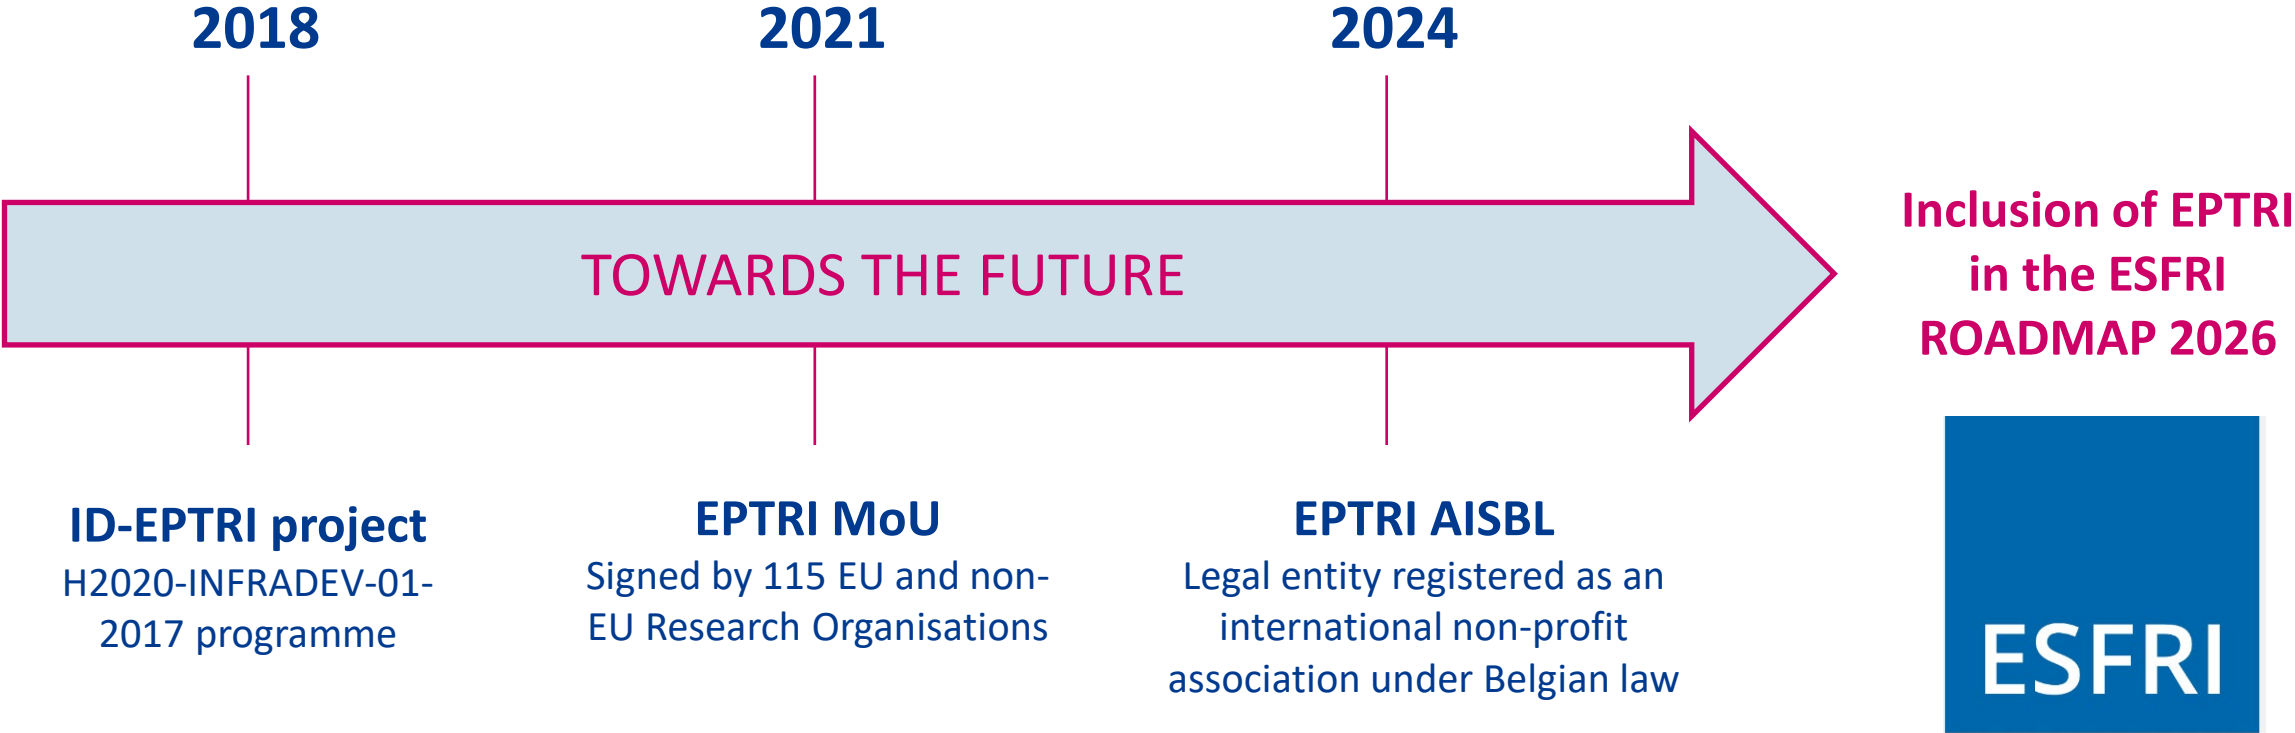 2018
2021
2024
TOWARDS THE FUTURE
Inclusion of EPTRI
in the ESFRI
ROADMAP 2026
ID-EPTRI project
H2020-INFRADEV-01-
2017 programme
EPTRI MoU
Signed by 115 EU and non-
EU Research Organisations
EPTRI AISBL
Legal entity registered as an
international non-profit
association under Belgian law
ESFRI